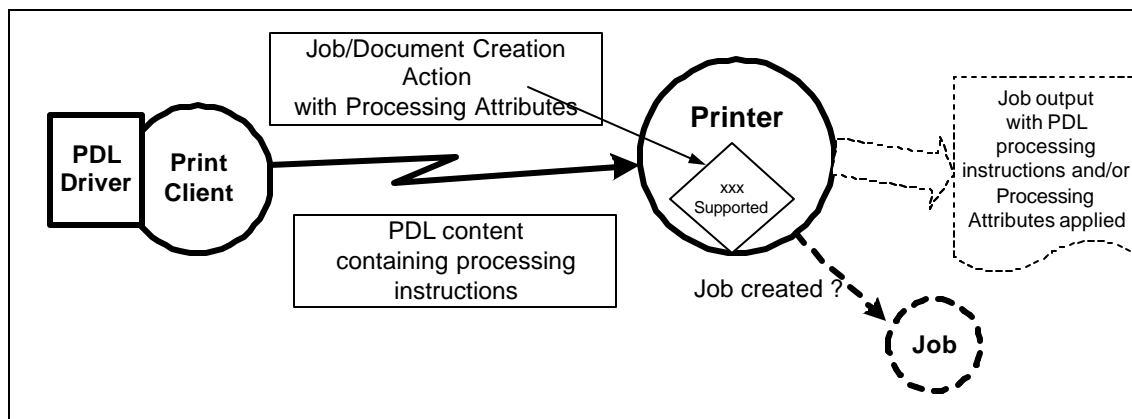 PDL
Driver
Print
Client
Job/Document Creation
Action
with Processing Attributes
PDL content
containing processing
instructions
Printer
xxx
Supported
Job created ?
Job
Job output
with PDL
processing
instructions and/or
Processing
Attributes applied